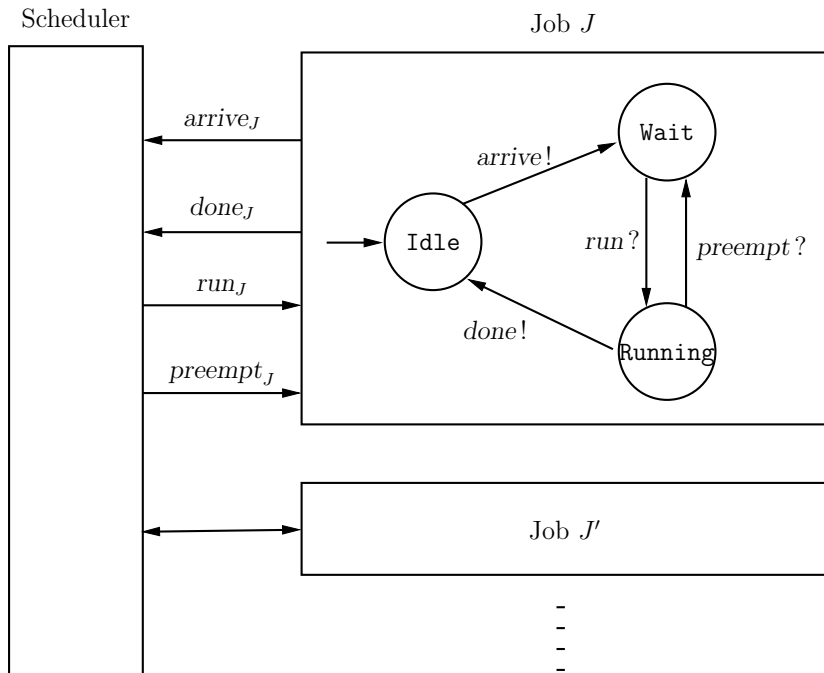 Scheduler
Job J
arrive_J
done_J
run_J
preempt_J
Wait
arrive!
Idle
run?
preempt?
done!
Running
Job J′